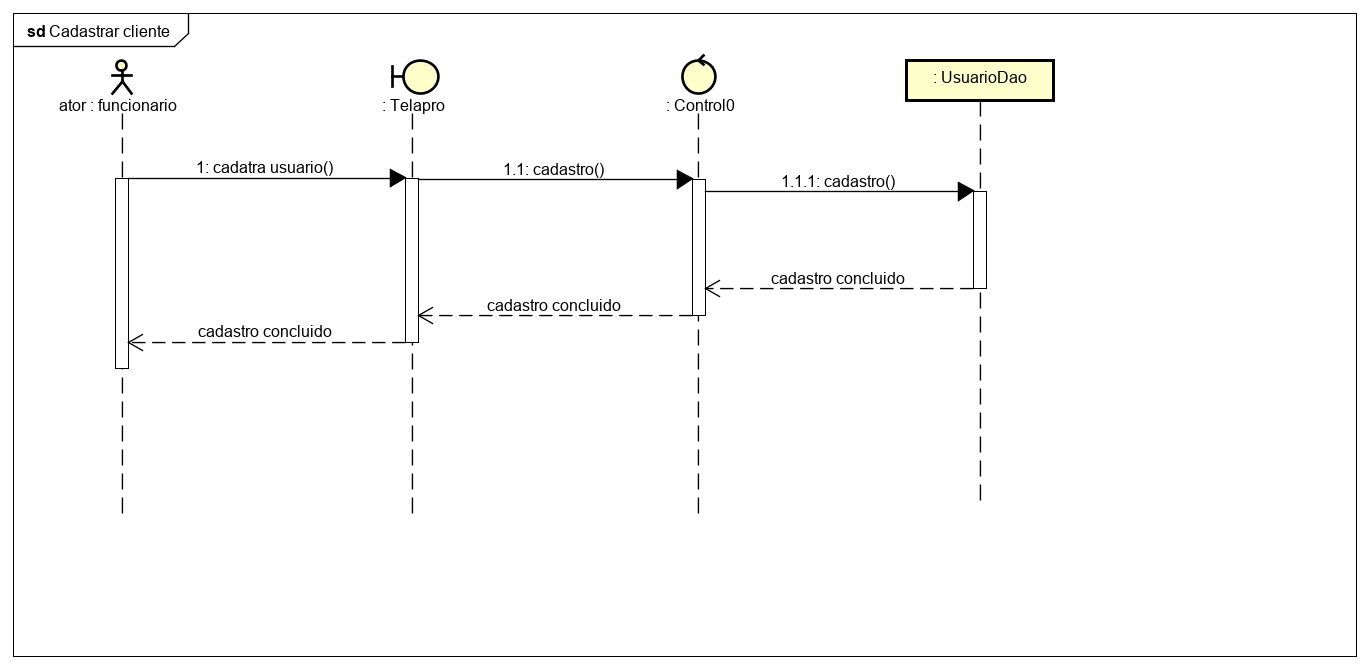 sd Cadastrar cliente
ator : funcionario
: Telapro
: Control0
: UsuarioDao
1: cadatra usuario()
1.1: cadastro()
1.1.1: cadastro()
cadastro concluido
cadastro concluido
cadastro concluido